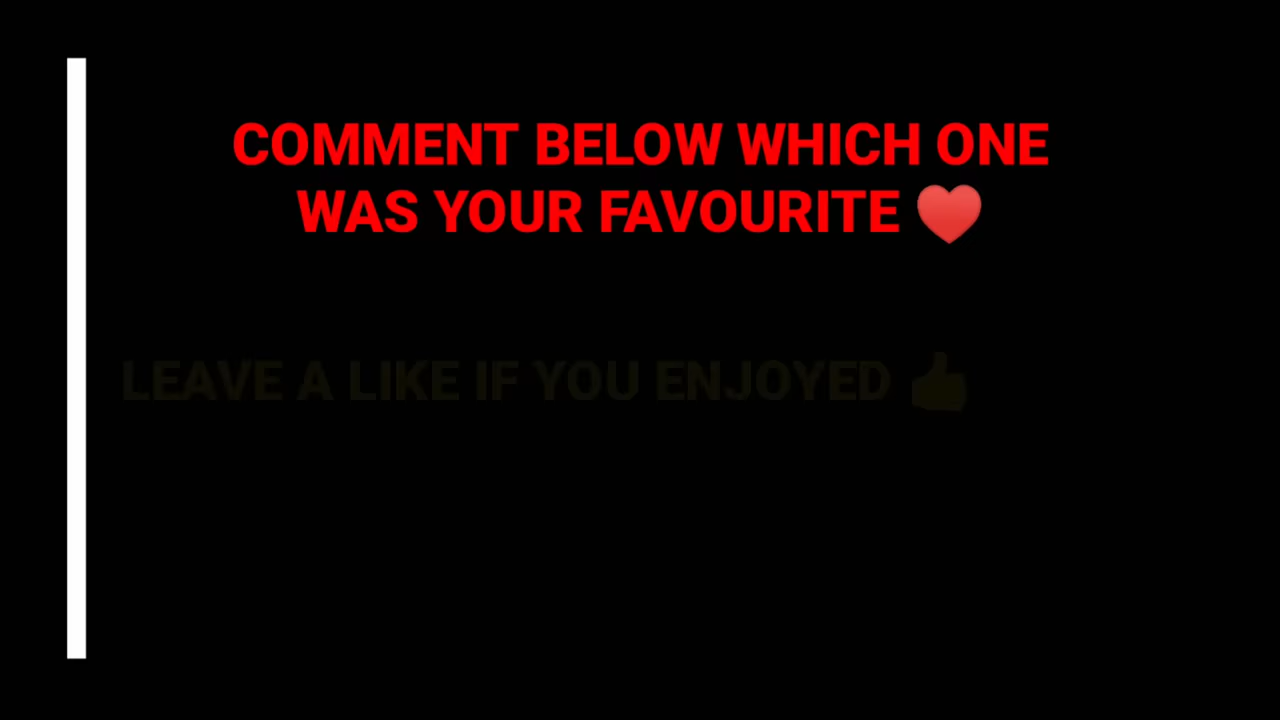 COMMENT BELOW WHICH ONE
WAS YOUR FAVOURITE ♥️
LEAVE A LIKE IF YOU ENJOYED 👍